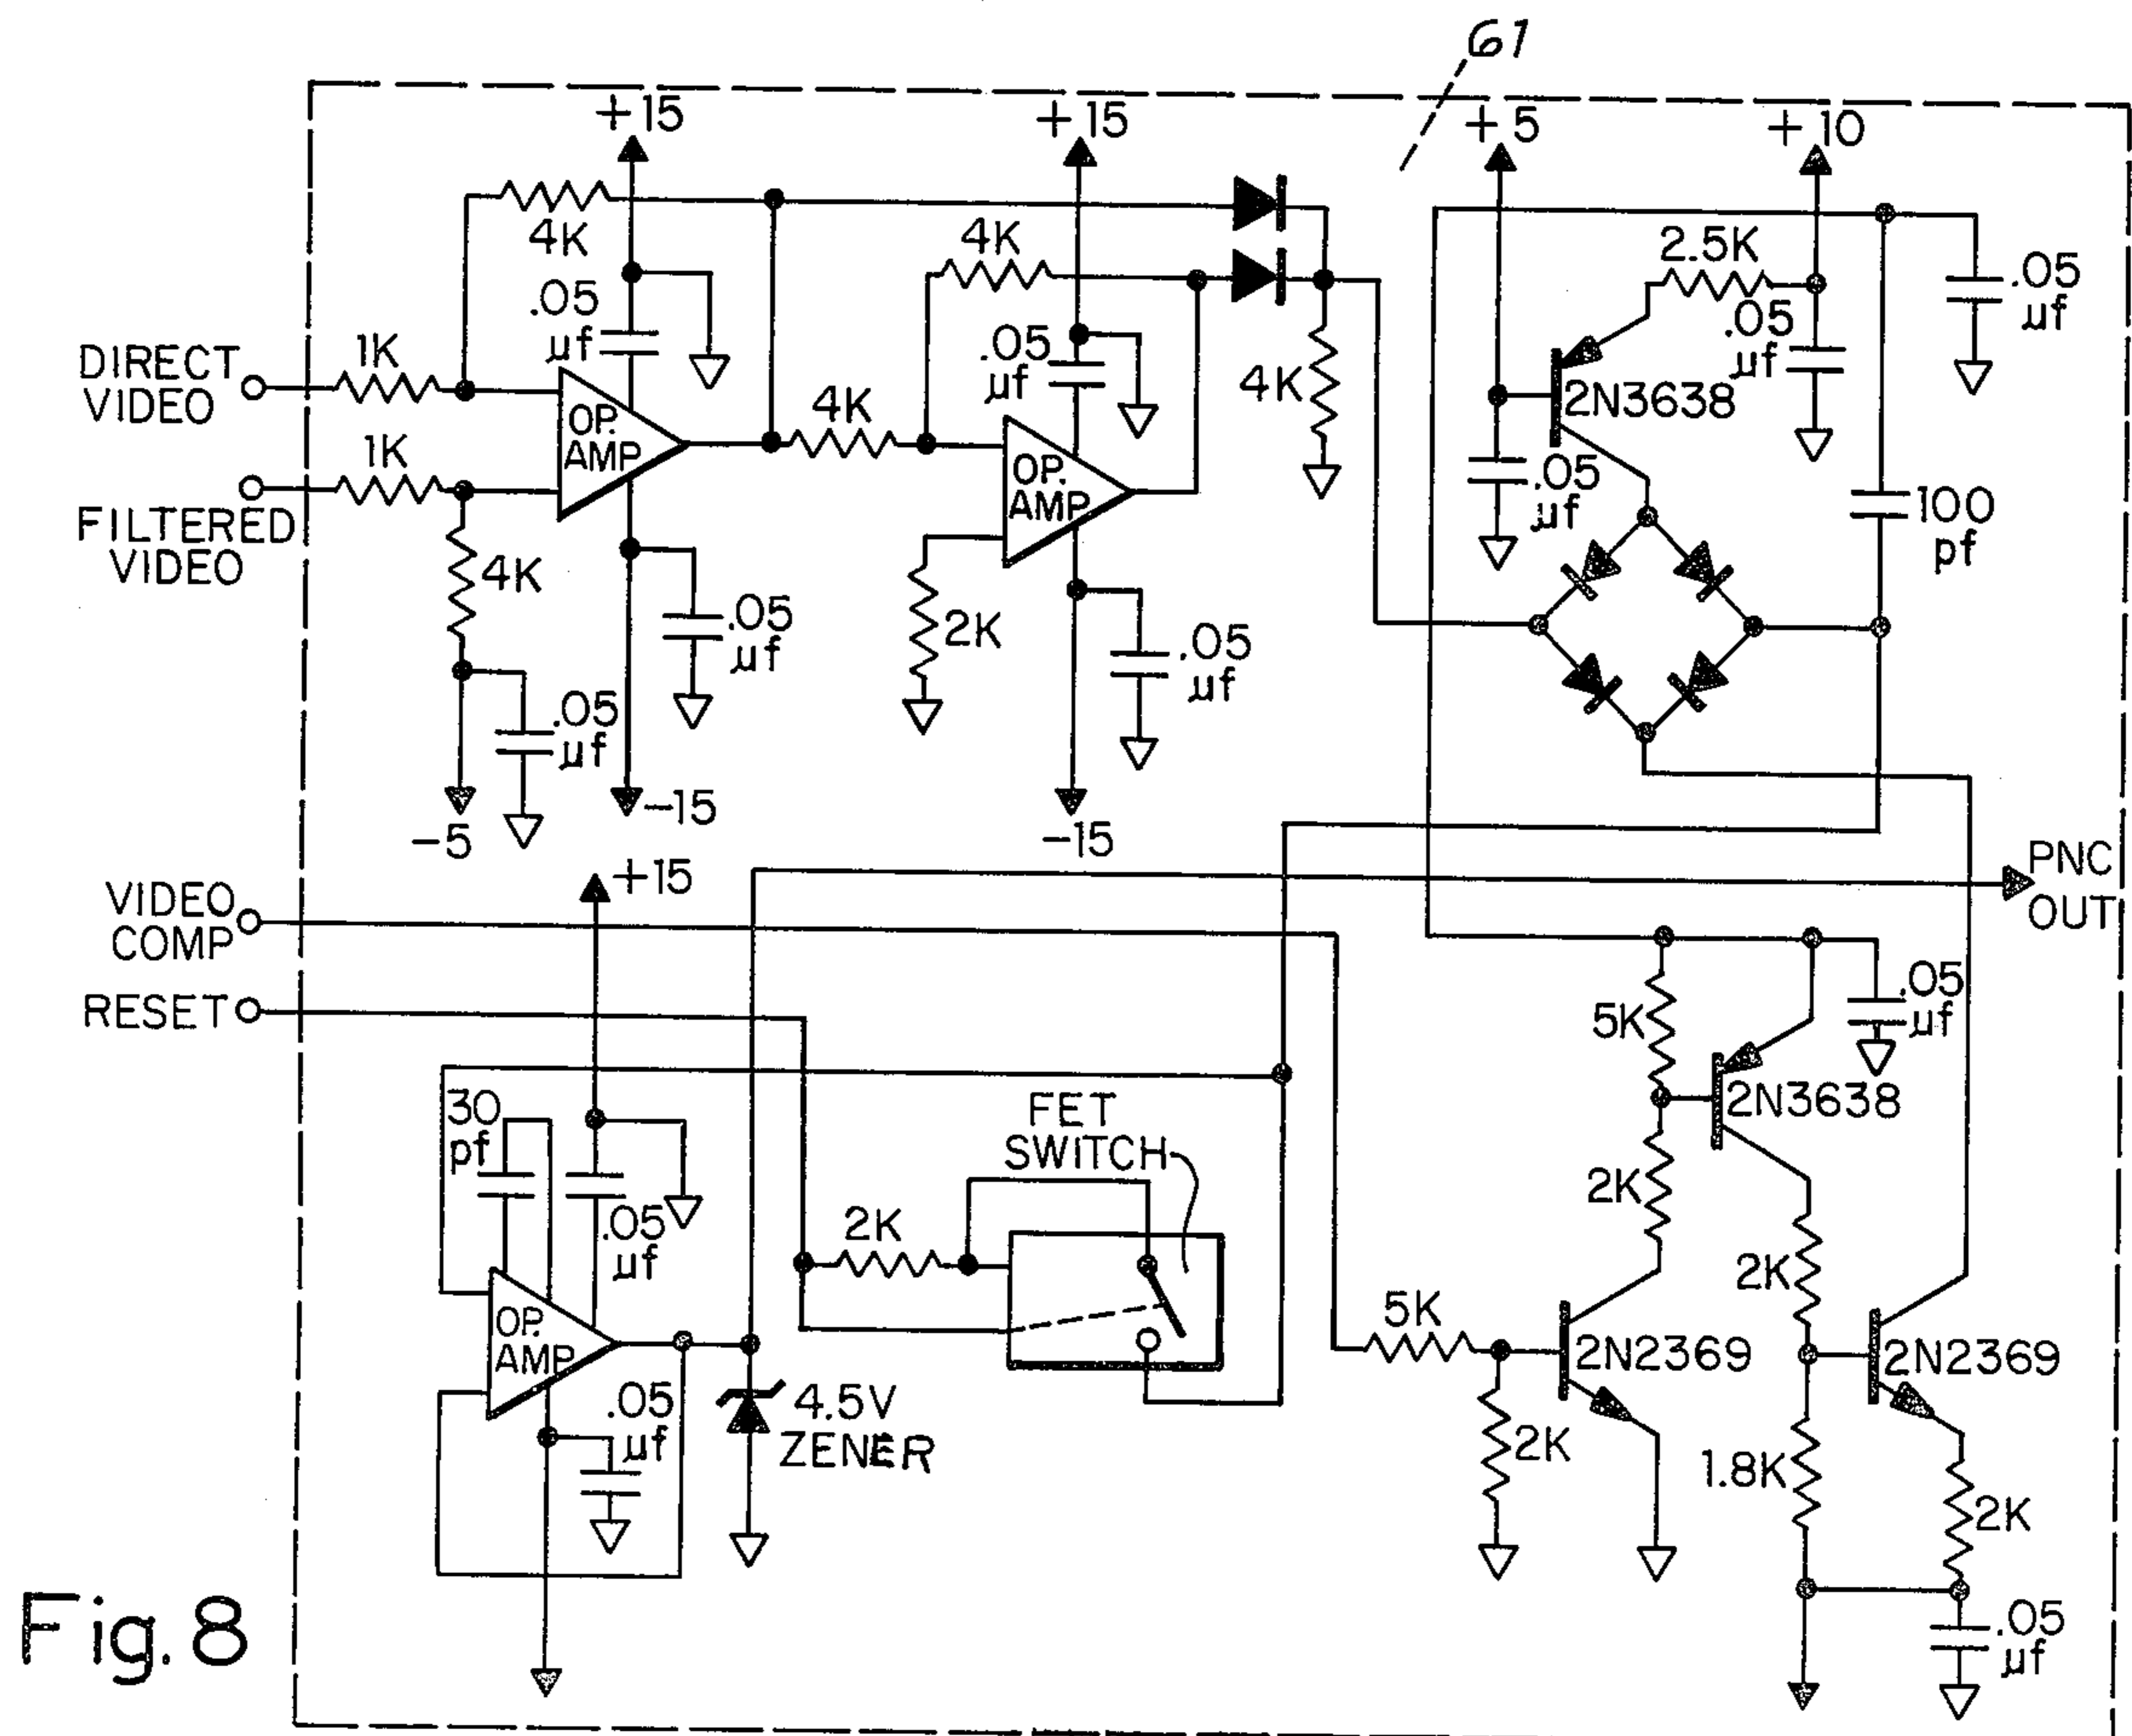 61
+15
+15
+5
+10
4K
4K
2.5K
.05
µf
.05
µf
.05
µf
.05
µf
DIRECT
VIDEO
1K
OP.
AMP
4K
4K
2N3638
1K
FILTERED
VIDEO
OP.
AMP
.05
µf
100
pf
4K
.05
µf
2K
.05
µf
.05
µf
-5
-15
-15
VIDEO
COMP
+15
PNC
OUT
RESET
5K
.05
µf
30
pf
FET
SWITCH
2N3638
.05
µf
2K
2K
2K
OP.
AMP
5K
2N2369
2N2369
.05
µf
4.5V
ZENER
2K
1.8K
2K
.05
µf
Fig. 8